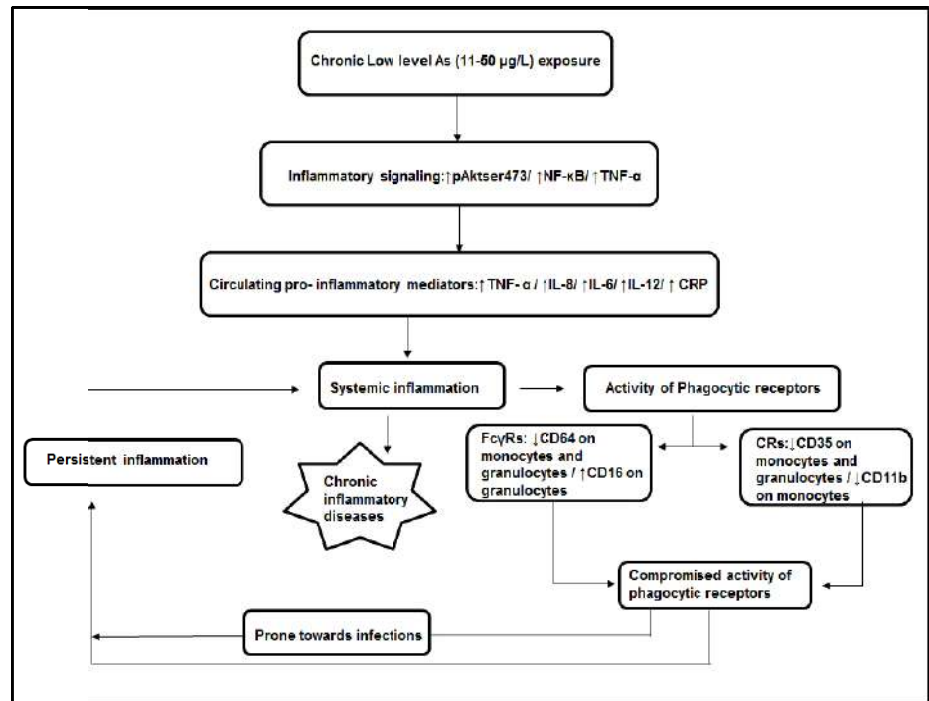 Chronic Low level As (11-50 µg/L) exposure
Inflammatory signaling:↑pAktser473/ ↑NF-κB/ ↑TNF-α
Circulating pro- inflammatory mediators:↑TNF- α / ↑IL-8/ ↑IL-6/ ↑IL-12/ ↑ CRP
Systemic inflammation
Activity of Phagocytic receptors
Persistent inflammation
Chronic
inflammatory
diseases
FcγRs: ↓CD64 on
monocytes and
granulocytes / ↑CD16 on
granulocytes
CRs:↓CD35 on
monocytes and
granulocytes / ↓CD11b
on monocytes
Compromised activity of
phagocytic receptors
Prone towards infections